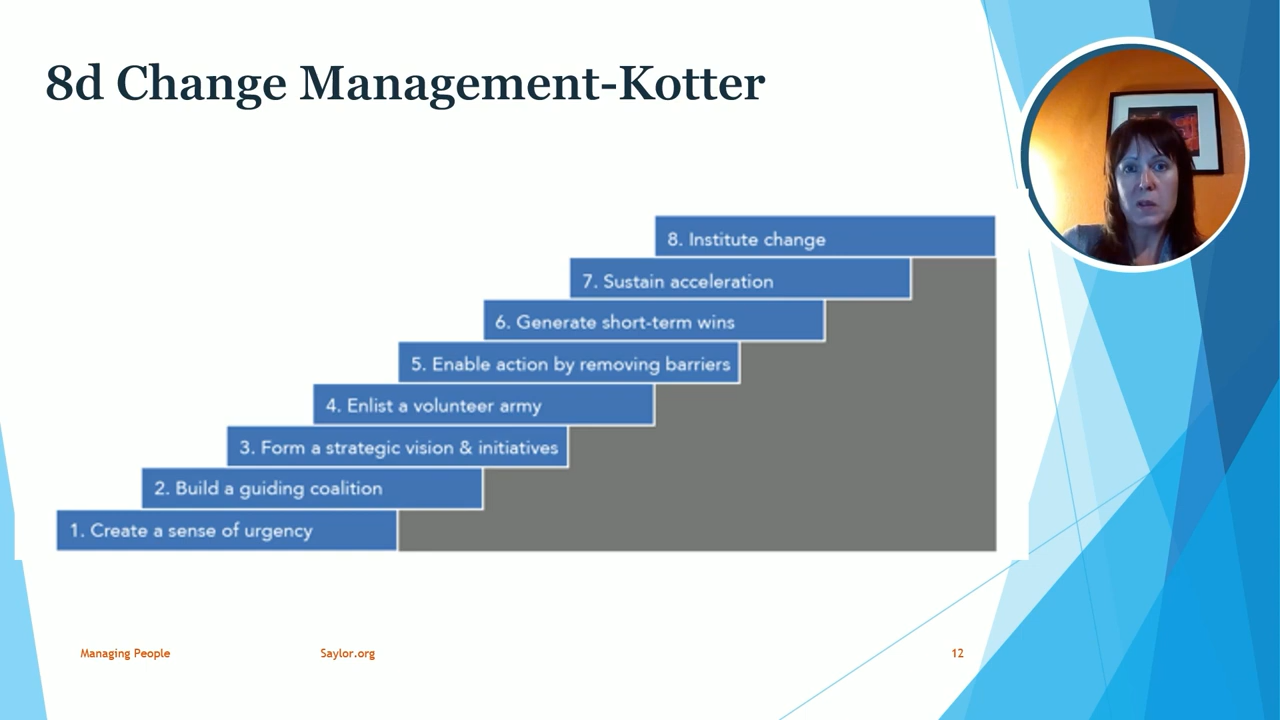 8d Change Management-Kotter
8. Institute change
7. Sustain acceleration
6. Generate short-term wins
5. Enable action by removing barriers
4. Enlist a volunteer army
3. Form a strategic vision & initiatives
2. Build a guiding coalition
1. Create a sense of urgency
Managing People
Saylor.org
12